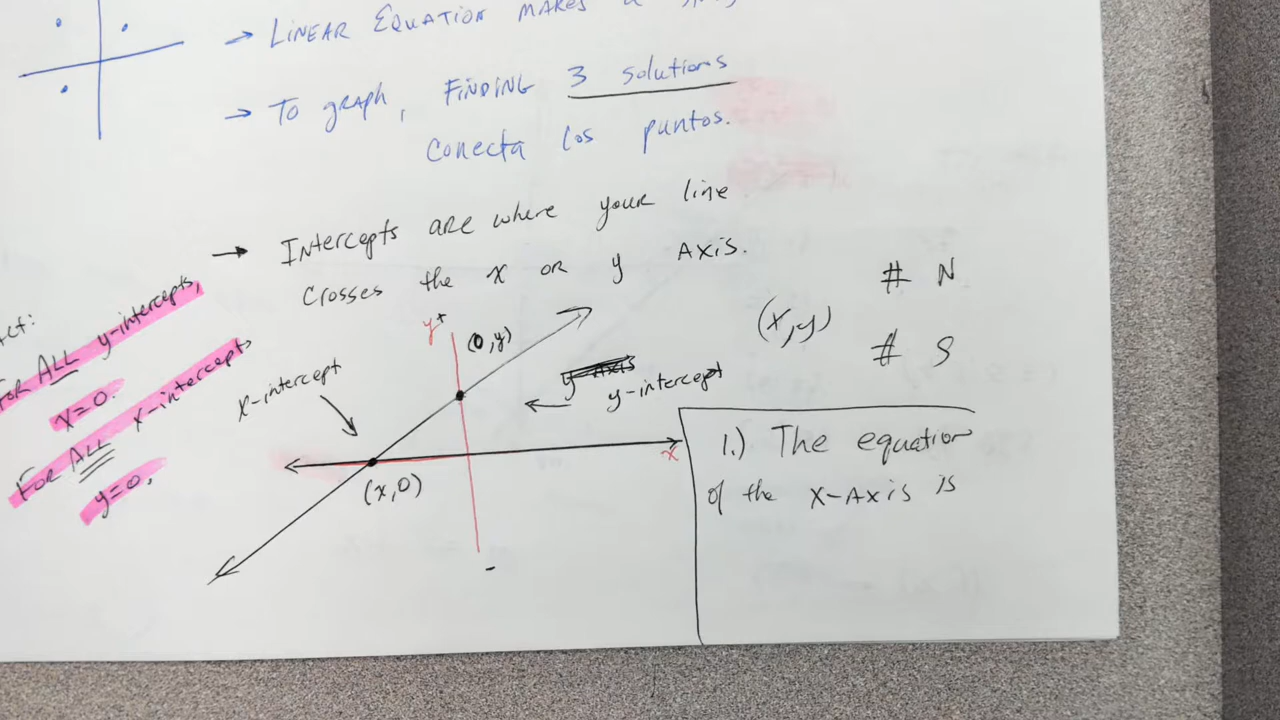 → LINEAR EQUATION MAKES a
→ To graph, FINDING 3 solutions
conecta los puntos.
→ Intercepts are where your line
crosses the x or y Axis.
For ALL y-intercepts,
x=0.
For ALL x-intercepts
y=0.
y+
(0,y)
x-intercept
y-Axis
y-intercept
x
(x,0)
-
(x,y)
# N
# S
1.) The equation
of the X-Axis is